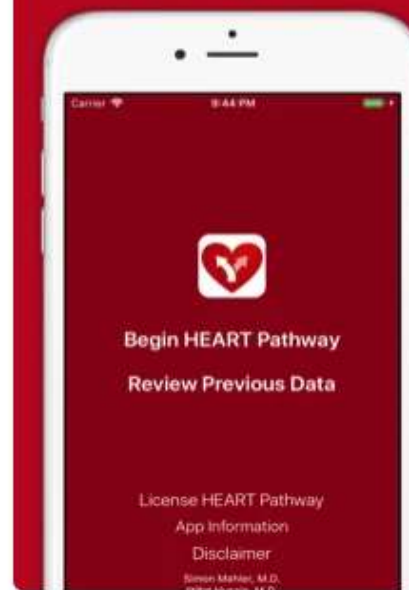 Carrier 9:44 PM
Begin HEART Pathway
Review Previous Data
License HEART Pathway
App Information
Disclaimer
Simon Mahler, M.D.